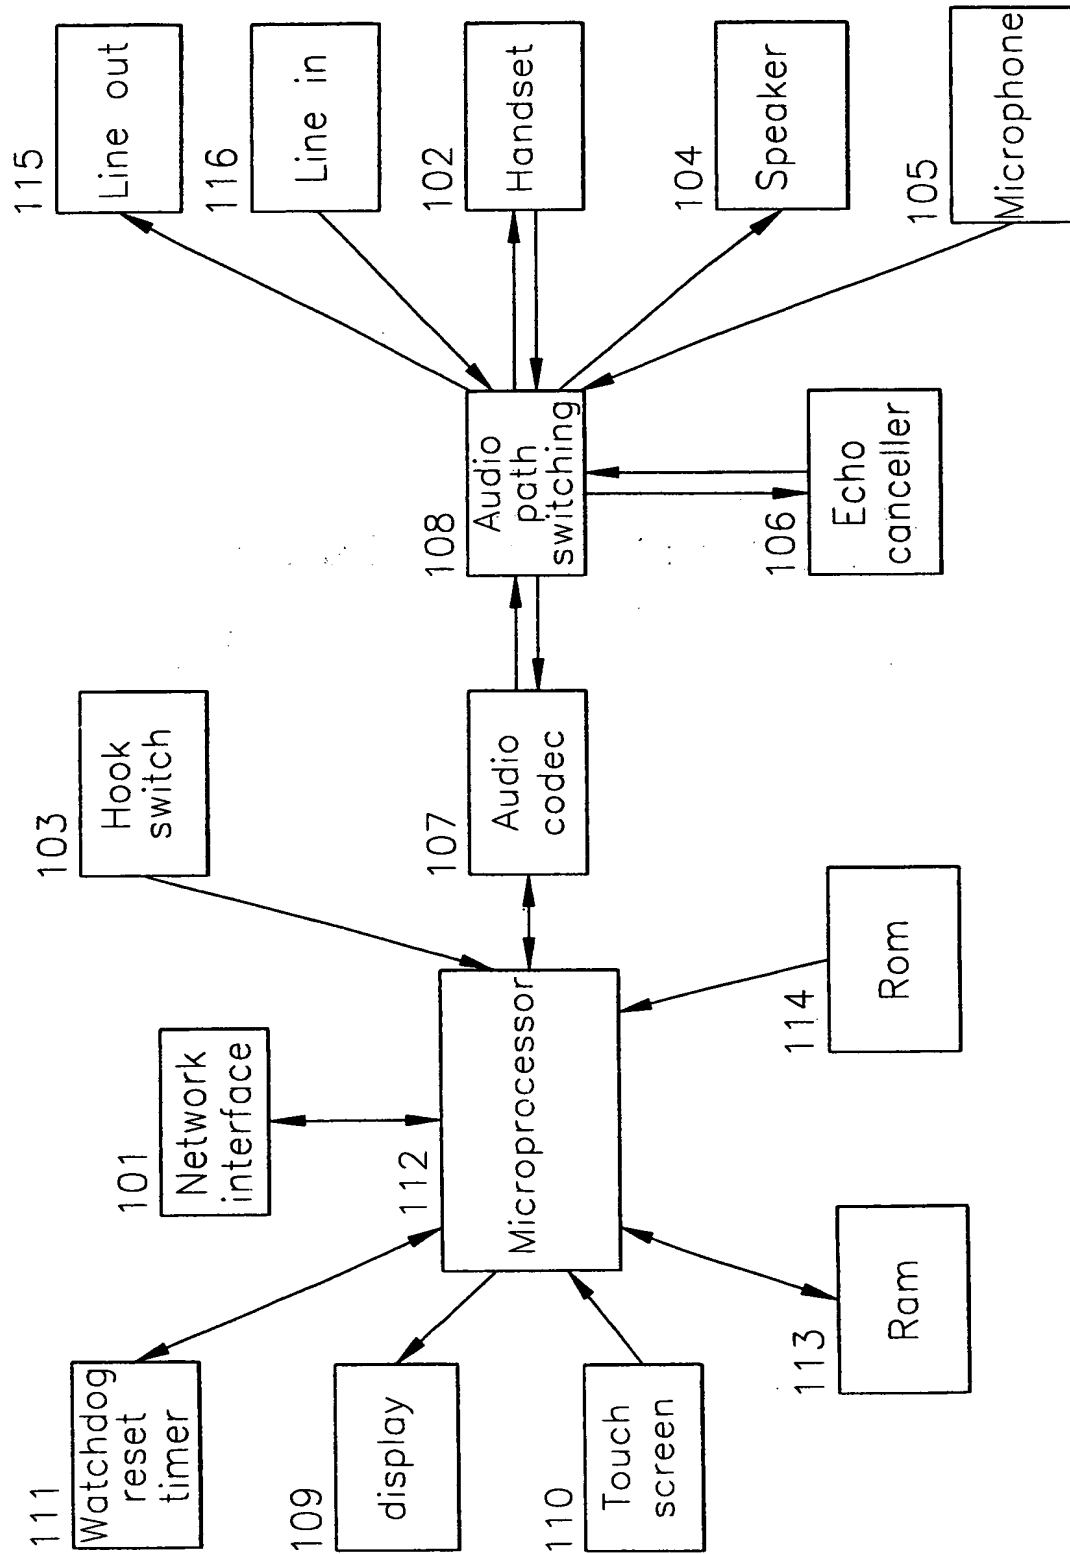 111
Watchdog
reset
timer
109
display
110
Touch
screen
101
Network
interface
112
Microprocessor
113
Ram
114
Rom
103
Hook
switch
107
Audio
codec
108
Audio
path
switching
106
Echo
canceller
115
Line out
116
Line in
102
Handset
104
Speaker
105
Microphone